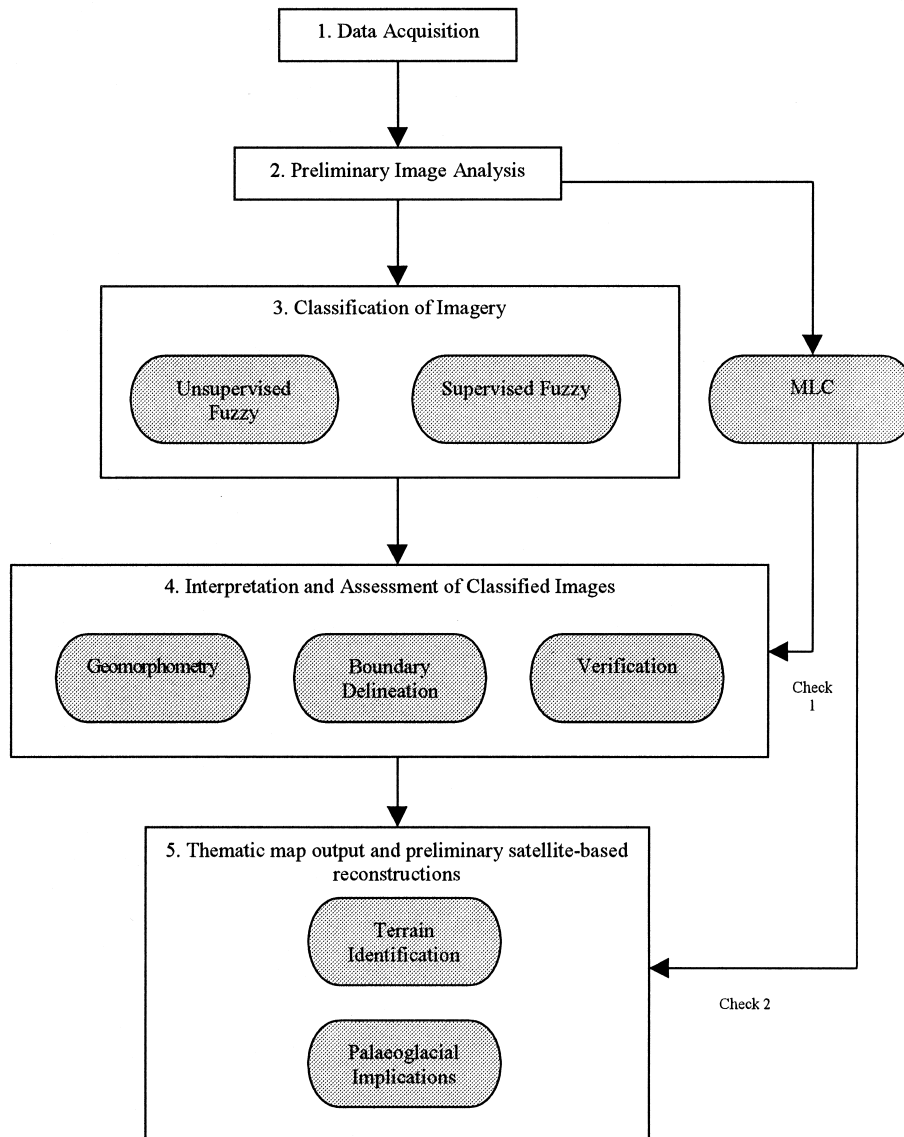 1. Data Acquisition
2. Preliminary Image Analysis
3. Classification of Imagery
Unsupervised
Fuzzy
Supervised Fuzzy
MLC
4. Interpretation and Assessment of Classified Images
Geomorphometry
Boundary
Delineation
Verification
Check
1
5. Thematic map output and preliminary satellite-based
reconstructions
Terrain
Identification
Check 2
Palaeoglacial
Implications